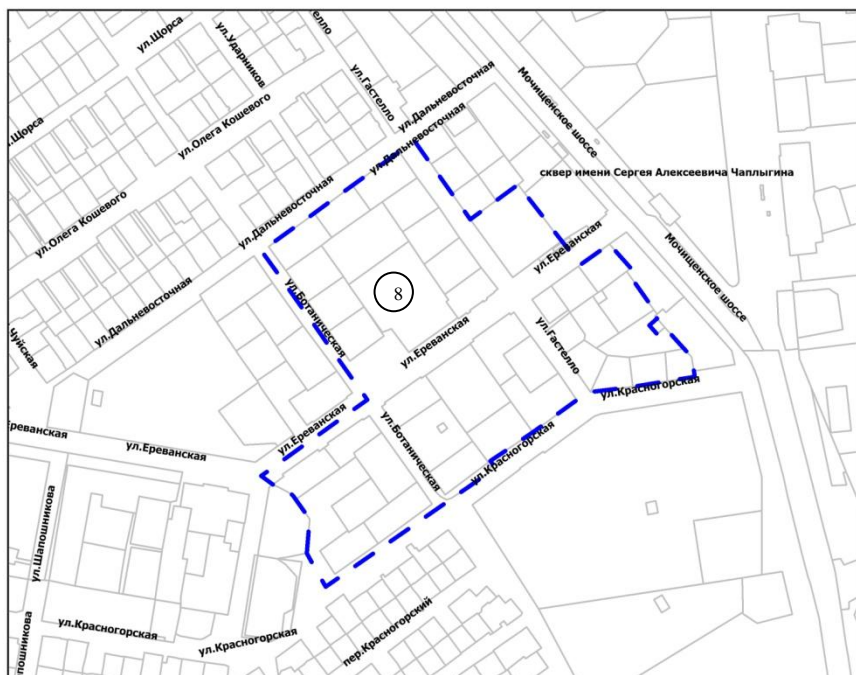 ул.Щорса
ул.Ударников
ул.Гастелло
ул.Дальневосточная
ул.Дальневосточная
Мочищенское шоссе
ул.Олега Кошевого
сквер имени Сергея Алексеевича Чаплыгина
ул.Олега Кошевого
ул.Дальневосточная
ул.Ереванская
Мочищенское шоссе
8
ул.Ботаническая
ул.Дальневосточная
Чуйская
ул.Ереванская
ул.Гастелло
ул.Красногорская
ул.Ереванская
ул.Ботаническая
ул.Ереванская
ул.Красногорская
ул.Шапошникова
ул.Красногорская
ул.Красногорская
пер.Красногорский